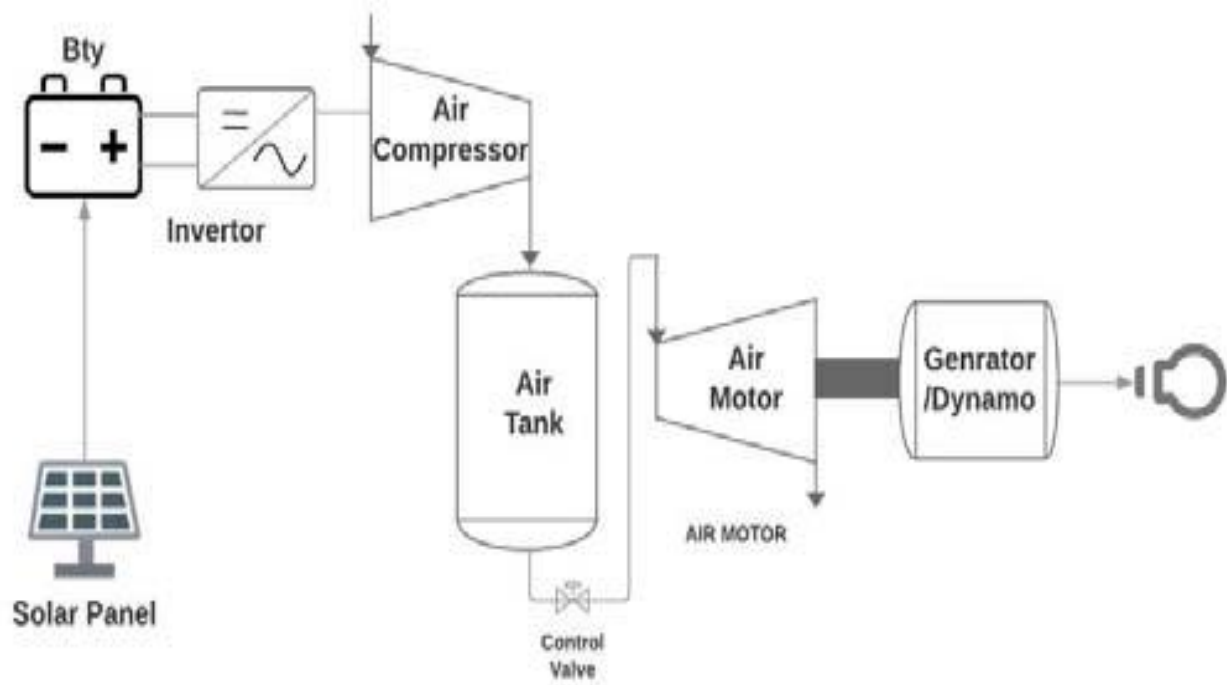 Bty
Invertor
Air
Compressor
Air
Tank
Air
Motor
Genrator
/Dynamo
AIR MOTOR
Solar Panel
Control
Valve